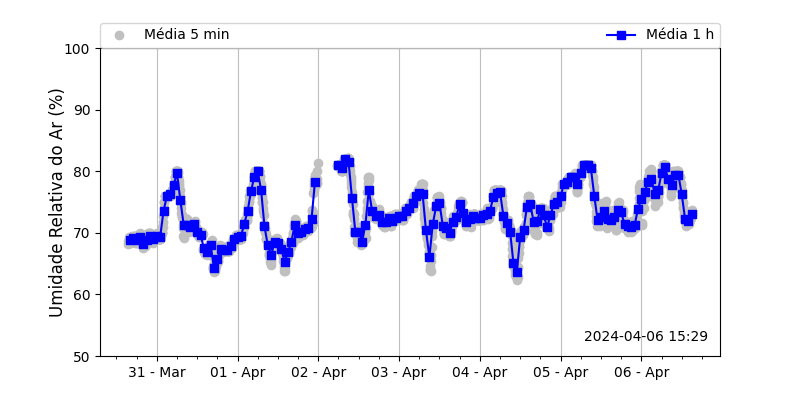 Média 5 min
Média 1 h
Umidade Relativa do Ar (%)
100
90
80
70
60
50
2024-04-06 15:29
31 - Mar
01 - Apr
02 - Apr
03 - Apr
04 - Apr
05 - Apr
06 - Apr